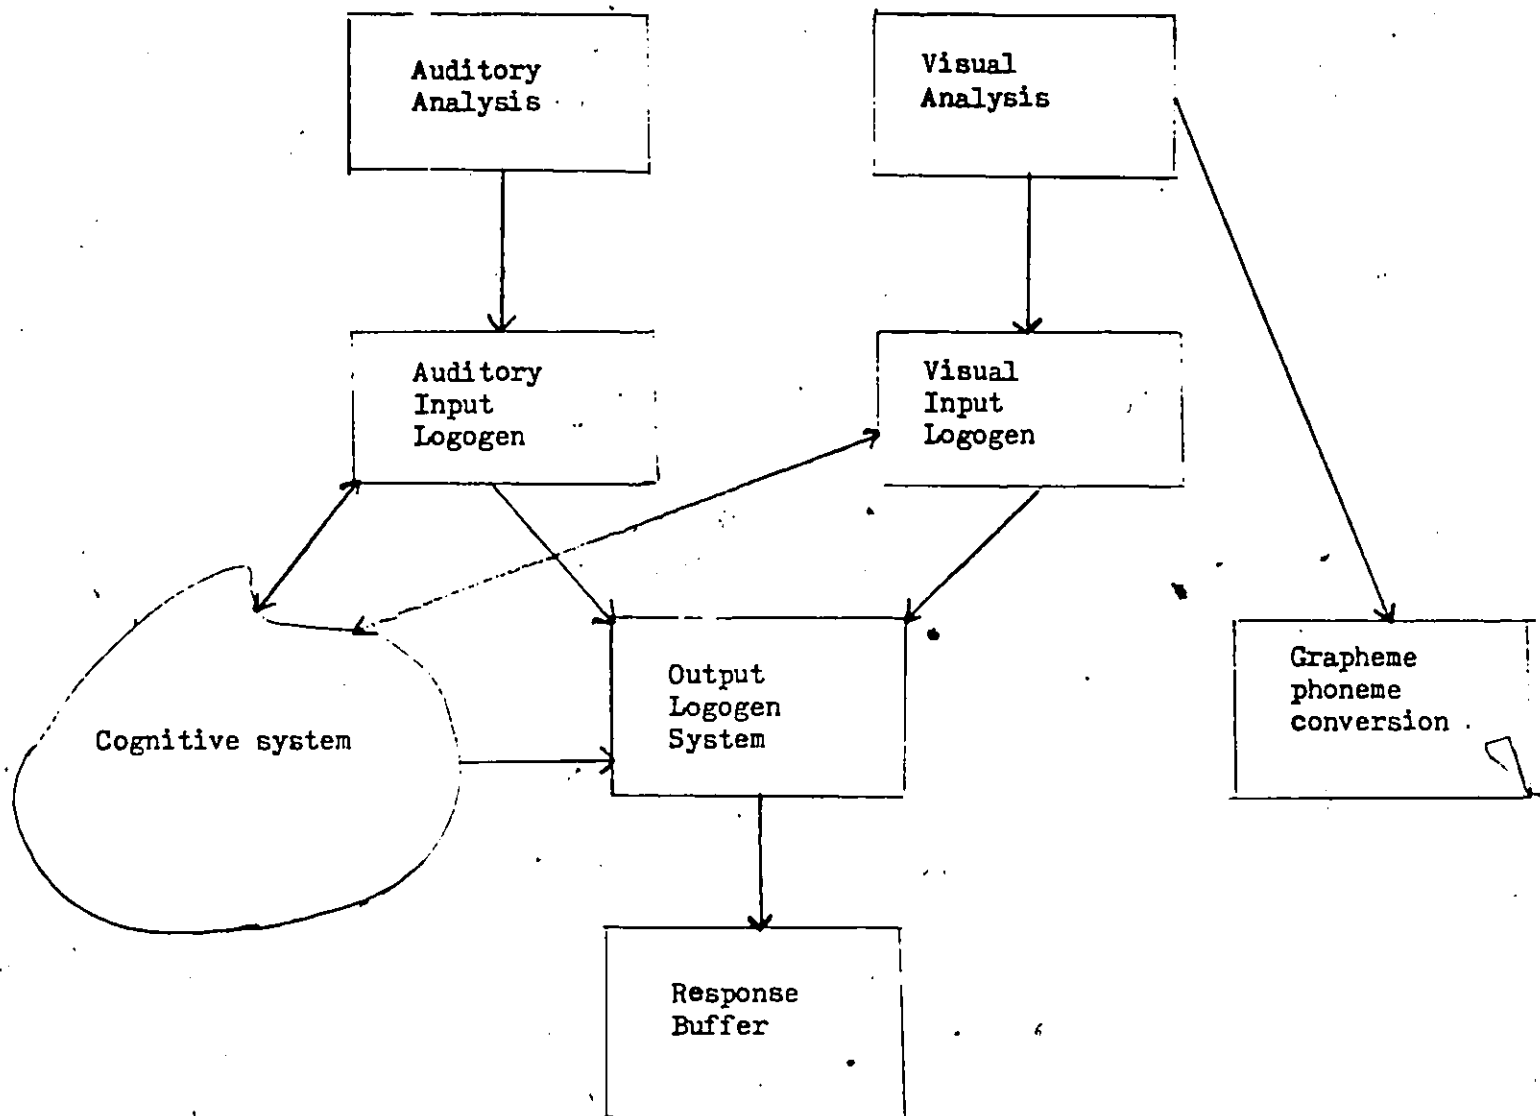 Auditory
Analysis
Visual
Analysis
Auditory
Input
Logogen
Visual
Input
Logogen
Cognitive system
Output
Logogen
System
Grapheme
phoneme
conversion
Response
Buffer